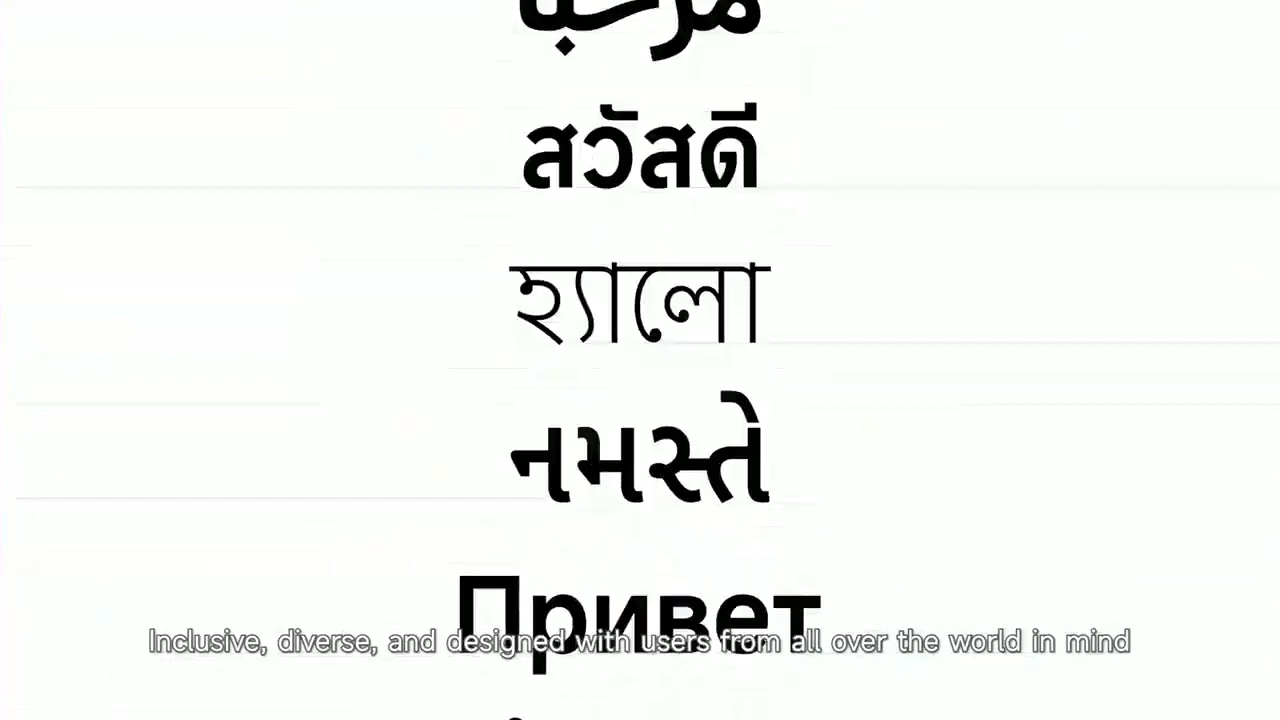 مرحبا
สวัสดี
হ্যালো
નમસ્તે
Привет
Inclusive, diverse, and designed with users from all over the world in mind